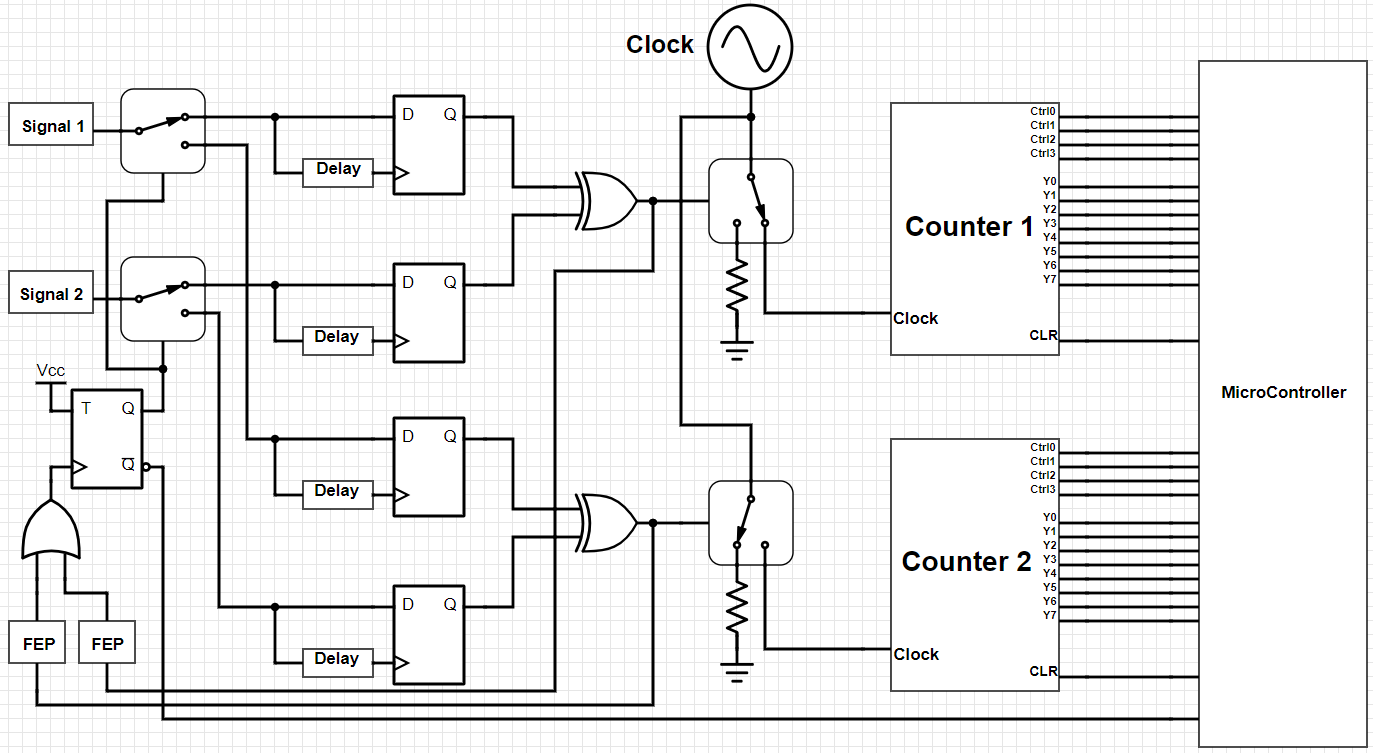 Clock
Signal 1
D Q
Delay
Signal 2
D Q
Delay
Vcc
T Q
Q̅
D Q
Delay
D Q
Delay
FEP
FEP
Counter 1
Ctrl0
Ctrl1
Ctrl2
Ctrl3
Y0
Y1
Y2
Y3
Y4
Y5
Y6
Y7
Clock
CLR
Counter 2
Ctrl0
Ctrl1
Ctrl2
Ctrl3
Y0
Y1
Y2
Y3
Y4
Y5
Y6
Y7
Clock
CLR
MicroController